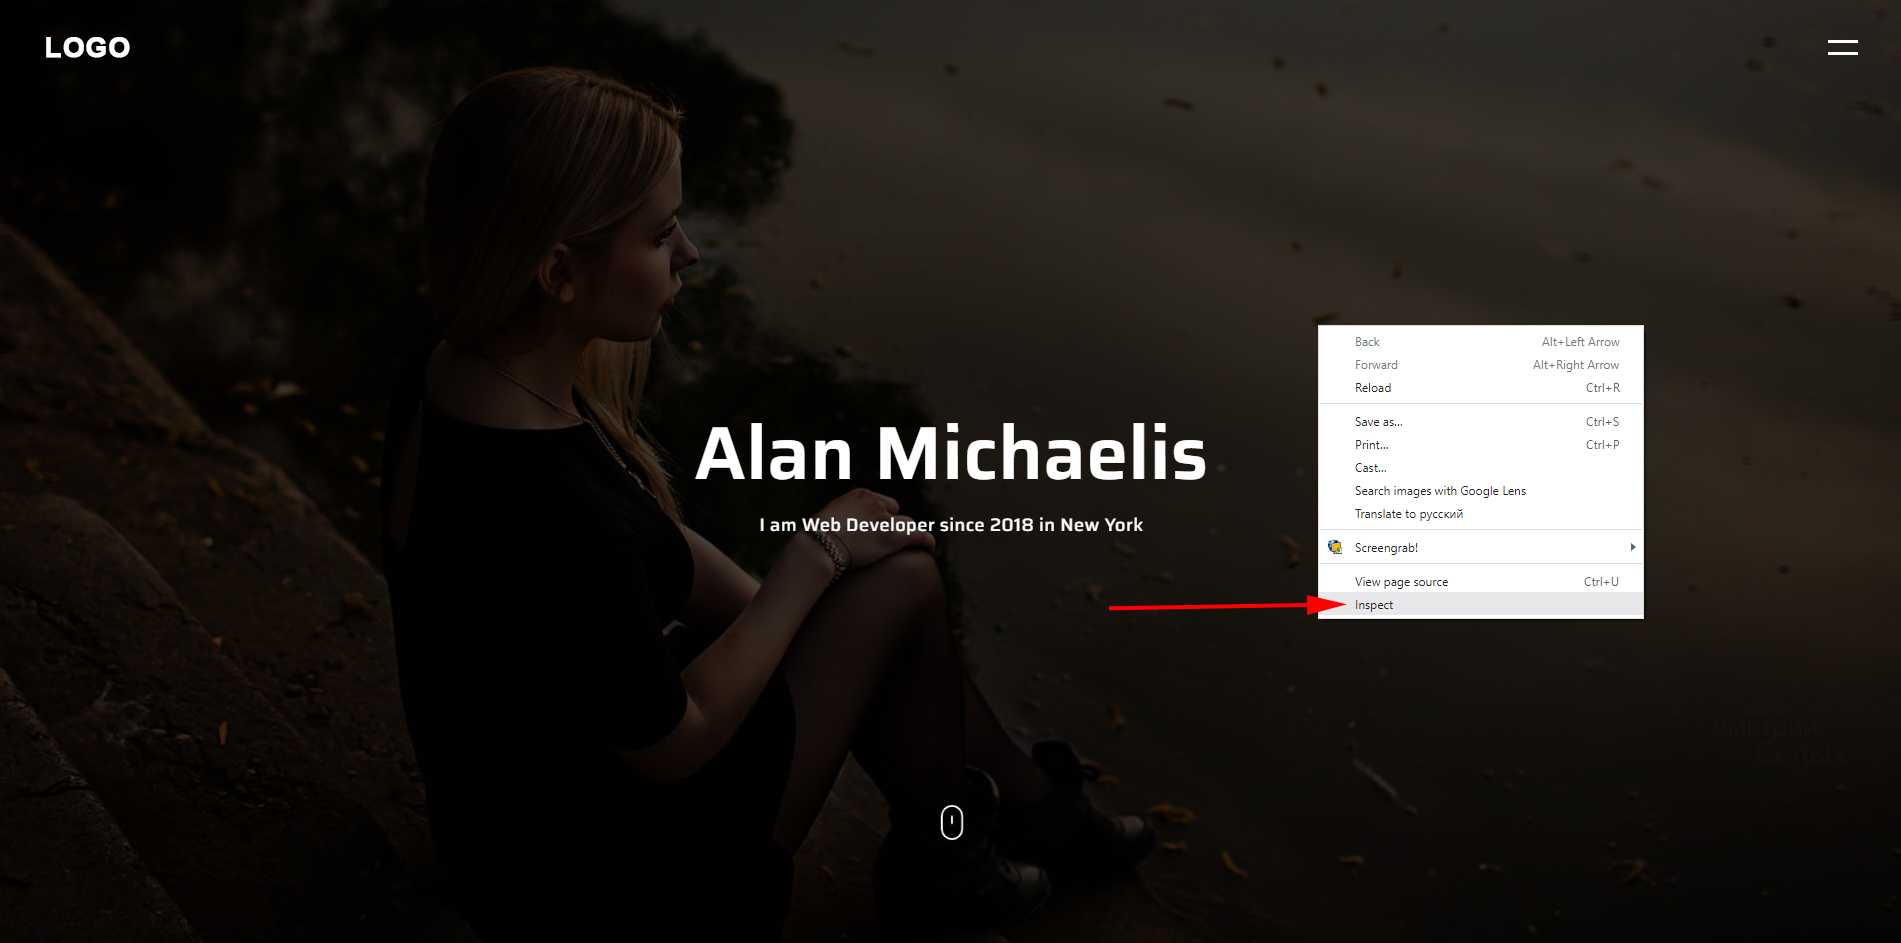 LOGO
Alan Michaelis
I am Web Developer since 2018 in New York
Back Alt+Left Arrow
Forward Alt+Right Arrow
Reload Ctrl+R
Save as... Ctrl+S
Print... Ctrl+P
Cast...
Search images with Google Lens
Translate to русский
Screengrab!
View page source Ctrl+U
Inspect
Дмитрий
Седых